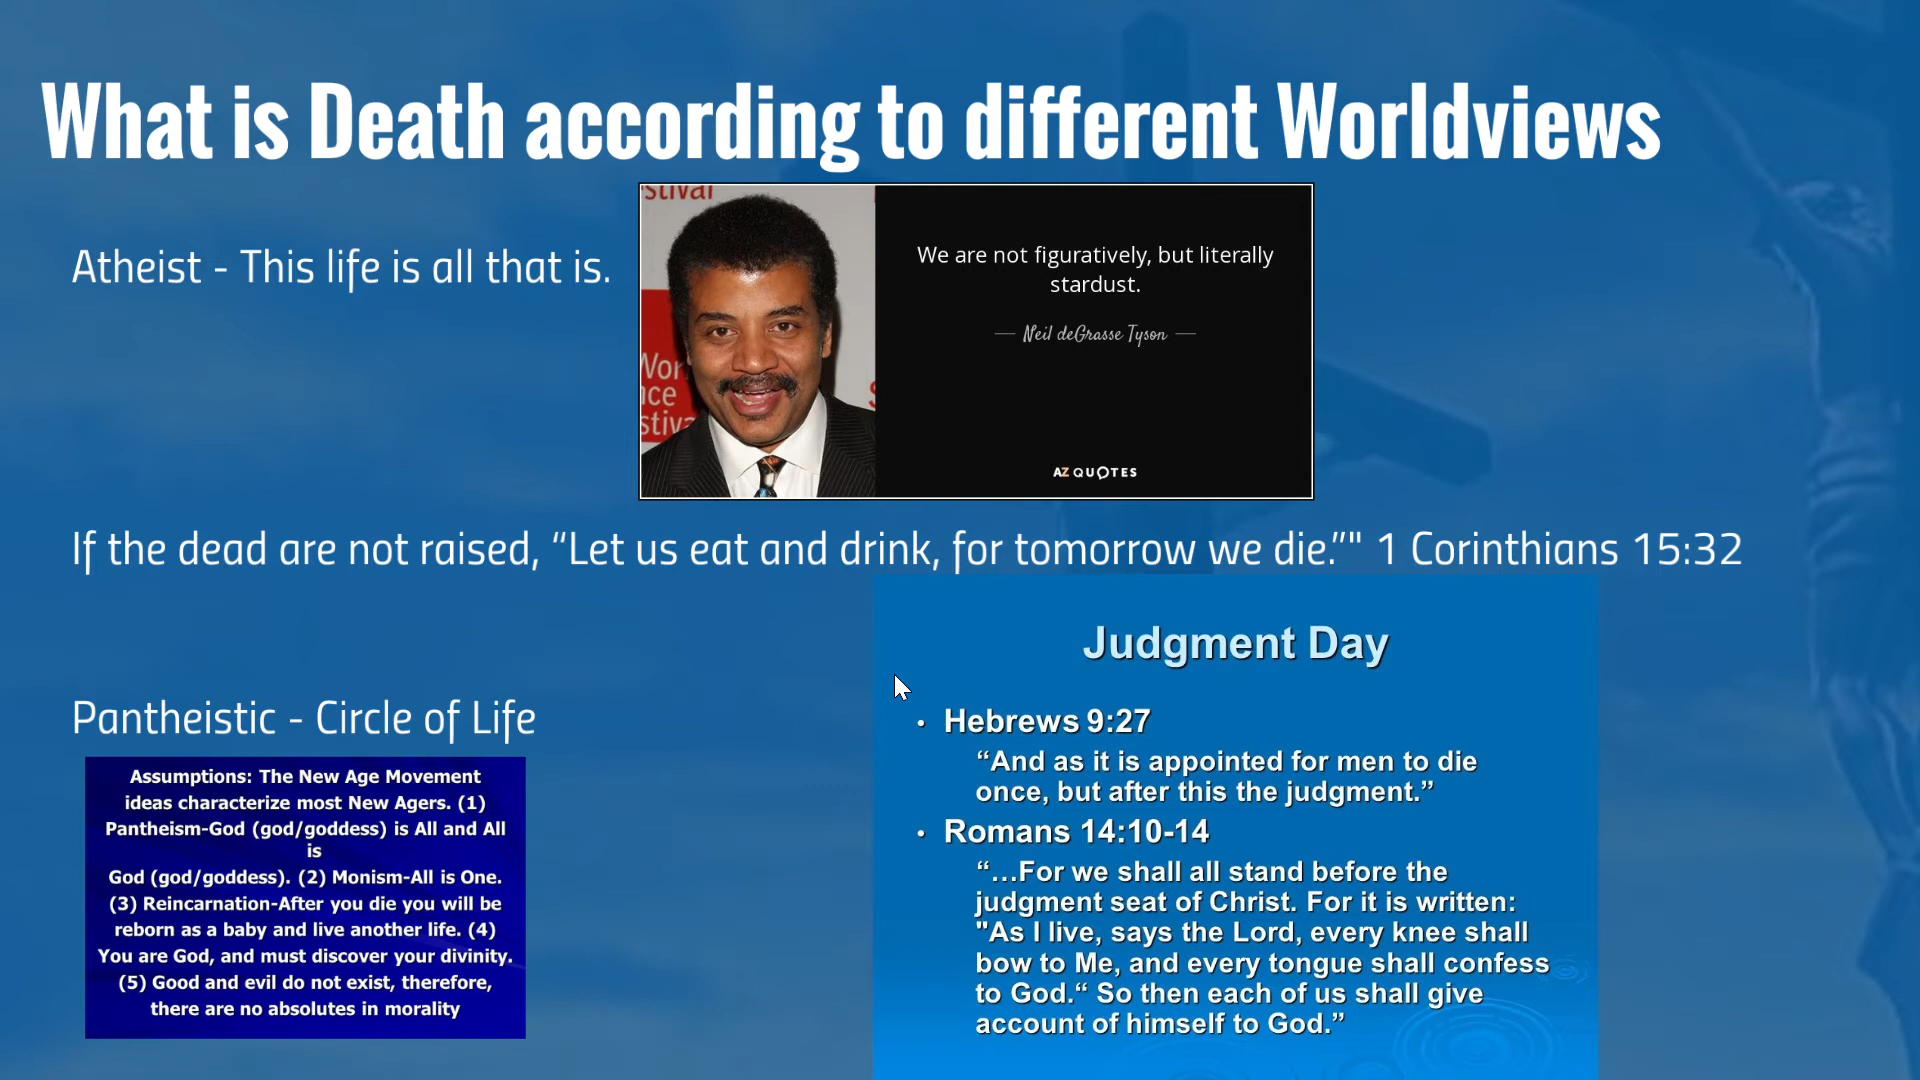 What is Death according to different Worldviews
Atheist - This life is all that is.
stival
Wor
nce
stiva
We are not figuratively, but literally
stardust.
— Neil deGrasse Tyson —
AZ QUOTES
If the dead are not raised, “Let us eat and drink, for tomorrow we die.”" 1 Corinthians 15:32
Pantheistic - Circle of Life
Assumptions: The New Age Movement
ideas characterize most New Agers. (1)
Pantheism-God (god/goddess) is All and All
is
God (god/goddess). (2) Monism-All is One.
(3) Reincarnation-After you die you will be
reborn as a baby and live another life. (4)
You are God, and must discover your divinity.
(5) Good and evil do not exist, therefore,
there are no absolutes in morality
Judgment Day
• Hebrews 9:27
“And as it is appointed for men to die
once, but after this the judgment.”
• Romans 14:10-14
“…For we shall all stand before the
judgment seat of Christ. For it is written:
"As I live, says the Lord, every knee shall
bow to Me, and every tongue shall confess
to God.“ So then each of us shall give
account of himself to God.”